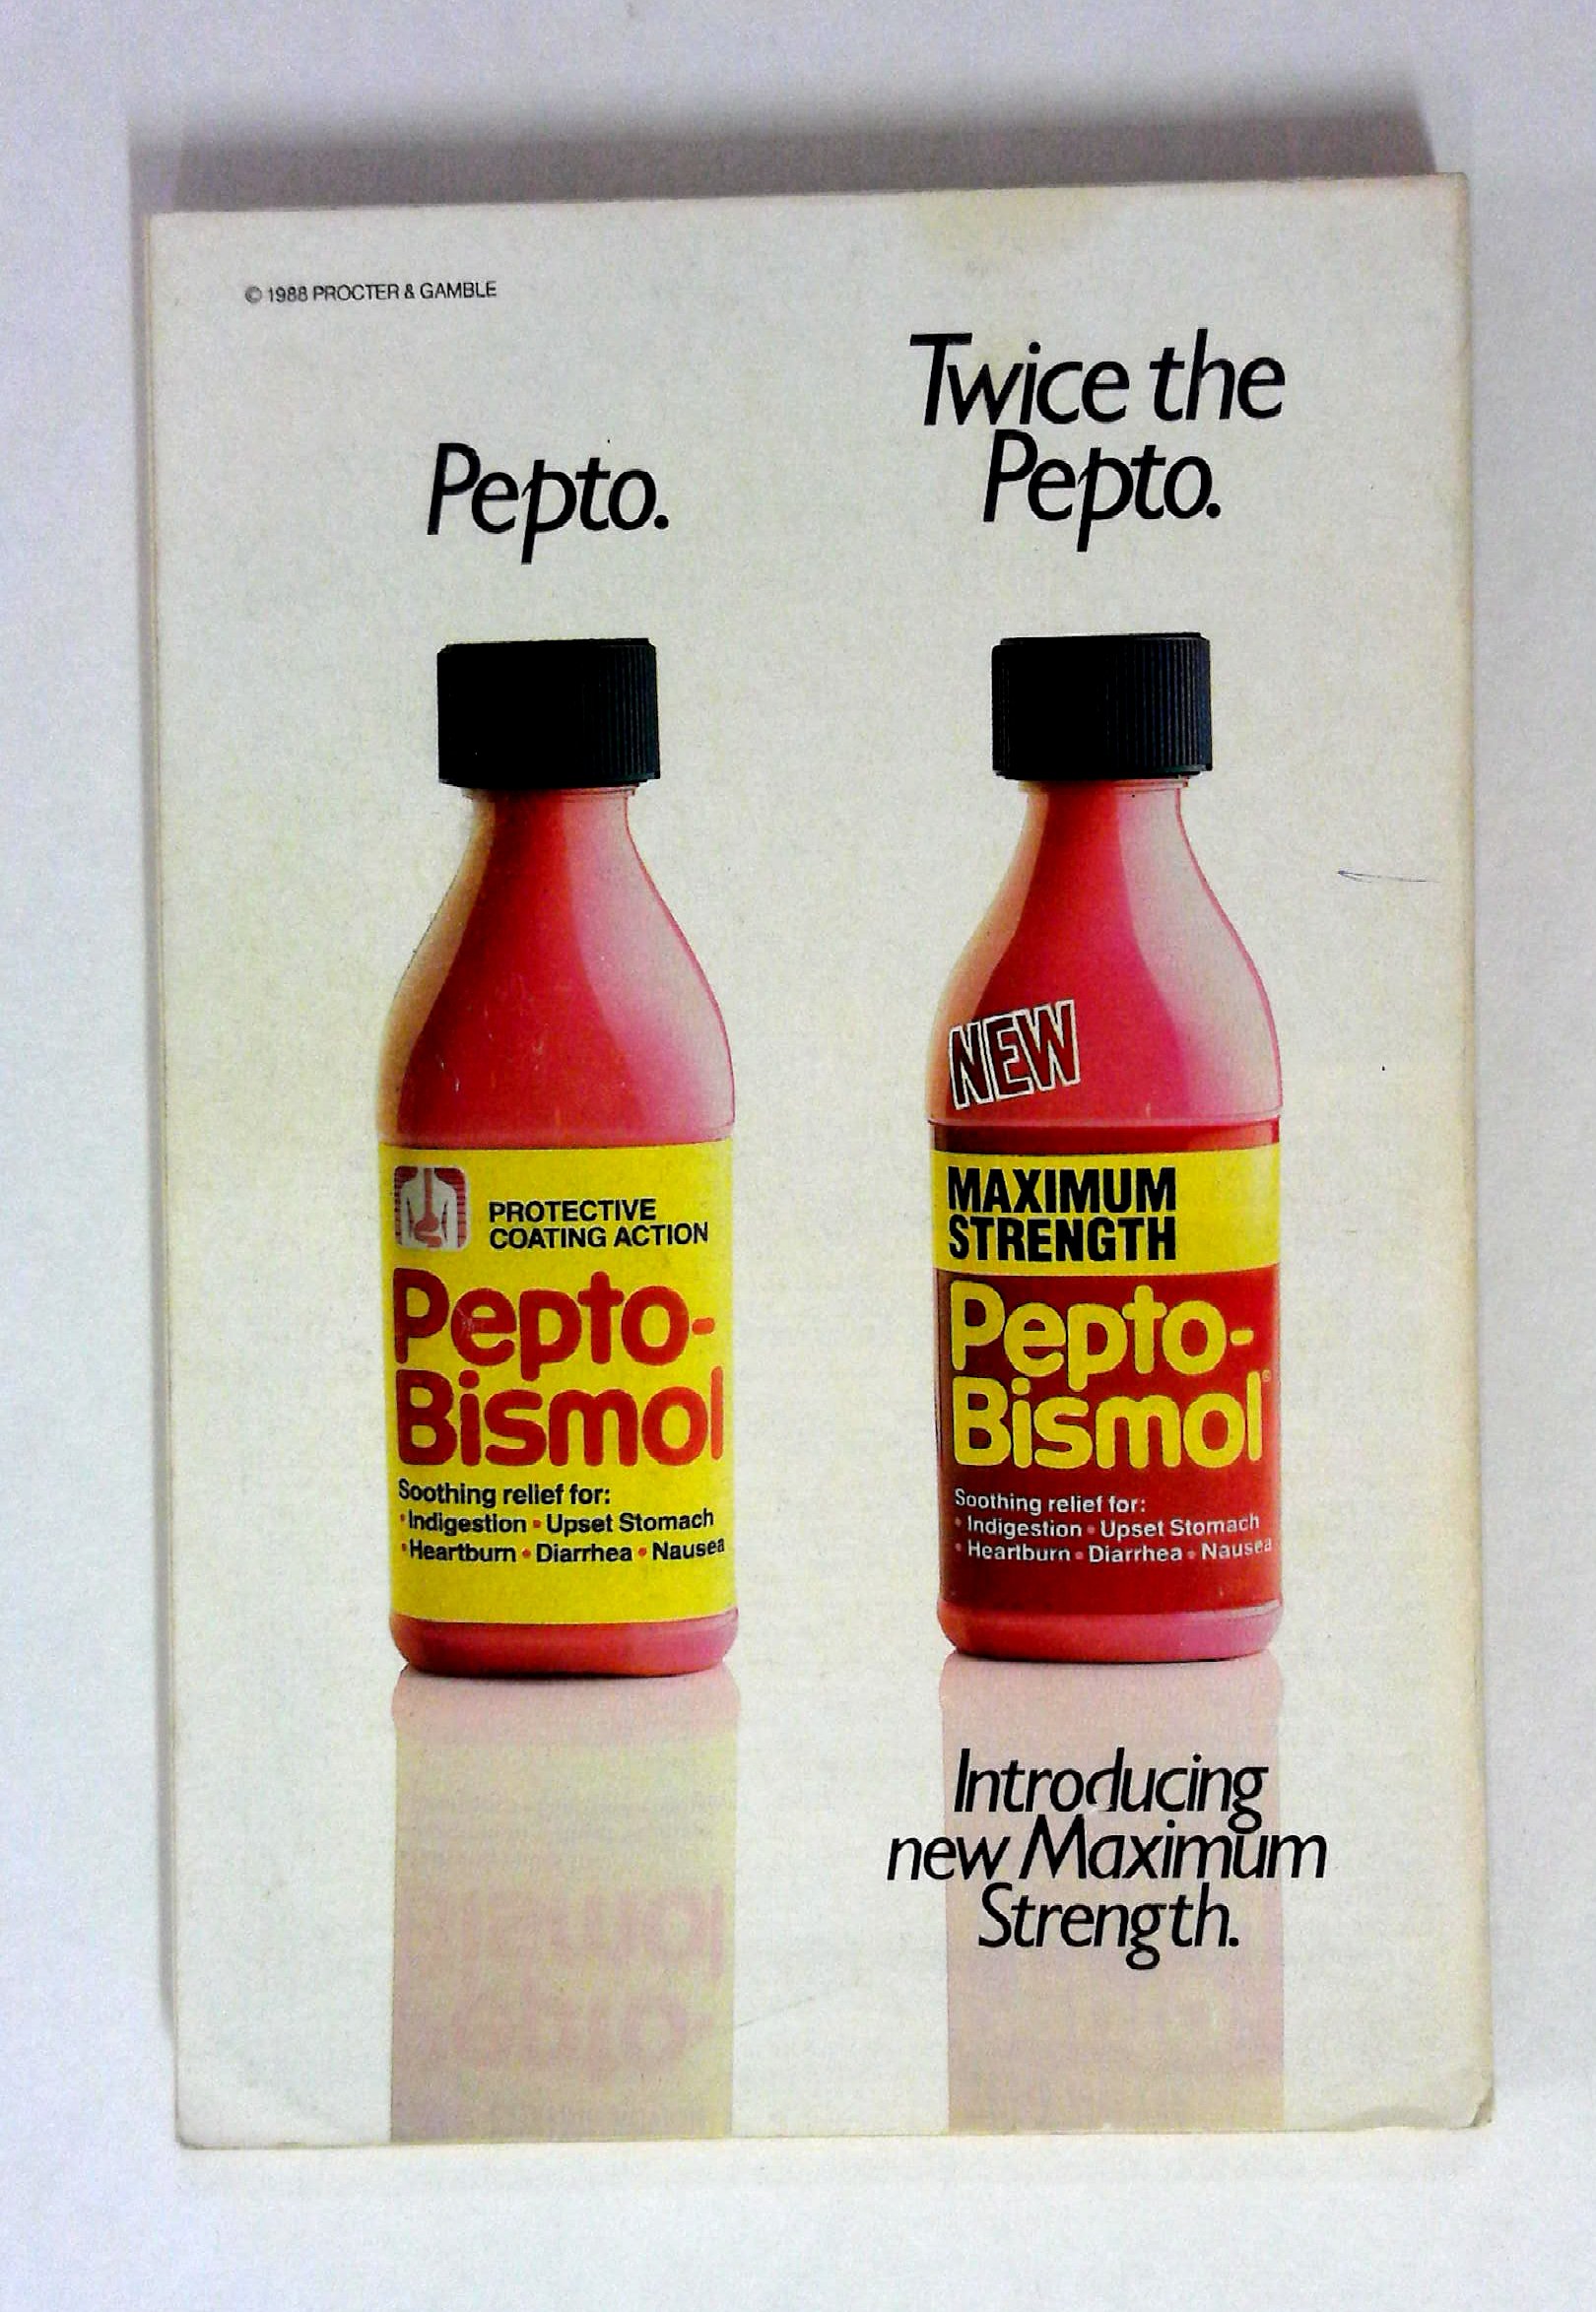 © 1988 PROCTER & GAMBLE
Pepto.
Twice the
Pepto.
PROTECTIVE
COATING ACTION
Pepto-
Bismol
Soothing relief for:
• Indigestion • Upset Stomach
• Heartburn • Diarrhea • Nausea
NEW
MAXIMUM
STRENGTH
Pepto-
Bismol®
Soothing relief for:
• Indigestion • Upset Stomach
• Heartburn • Diarrhea • Nausea
Introducing
new Maximum
Strength.